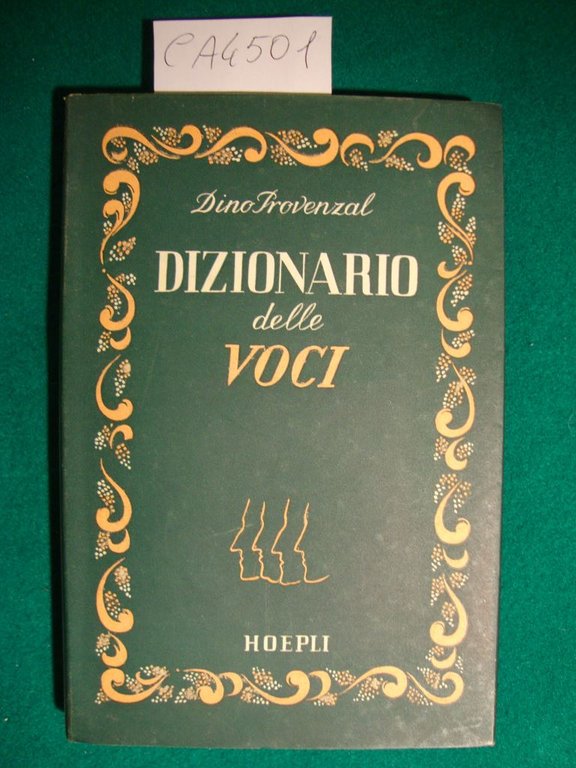 CA4501
Dino Provenzal
DIZIONARIO
delle
VOCI
HOEPLI